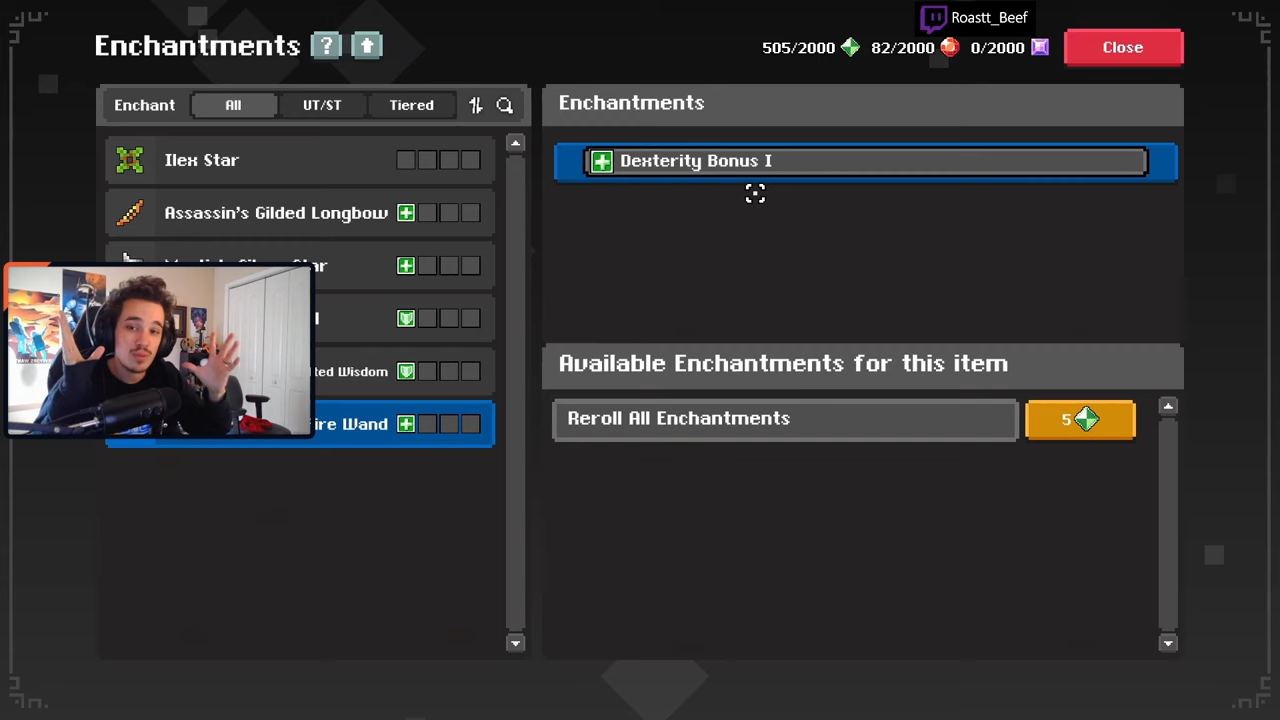 Roastt_Beef
Enchantments ?
505/2000 82/2000 0/2000 Close
Enchant All UT/ST Tiered
Ilex Star
Assassin's Gilded Longbow
Star
ted Wisdom
ire Wand
Enchantments
Dexterity Bonus I
Available Enchantments for this item
Reroll All Enchantments 5